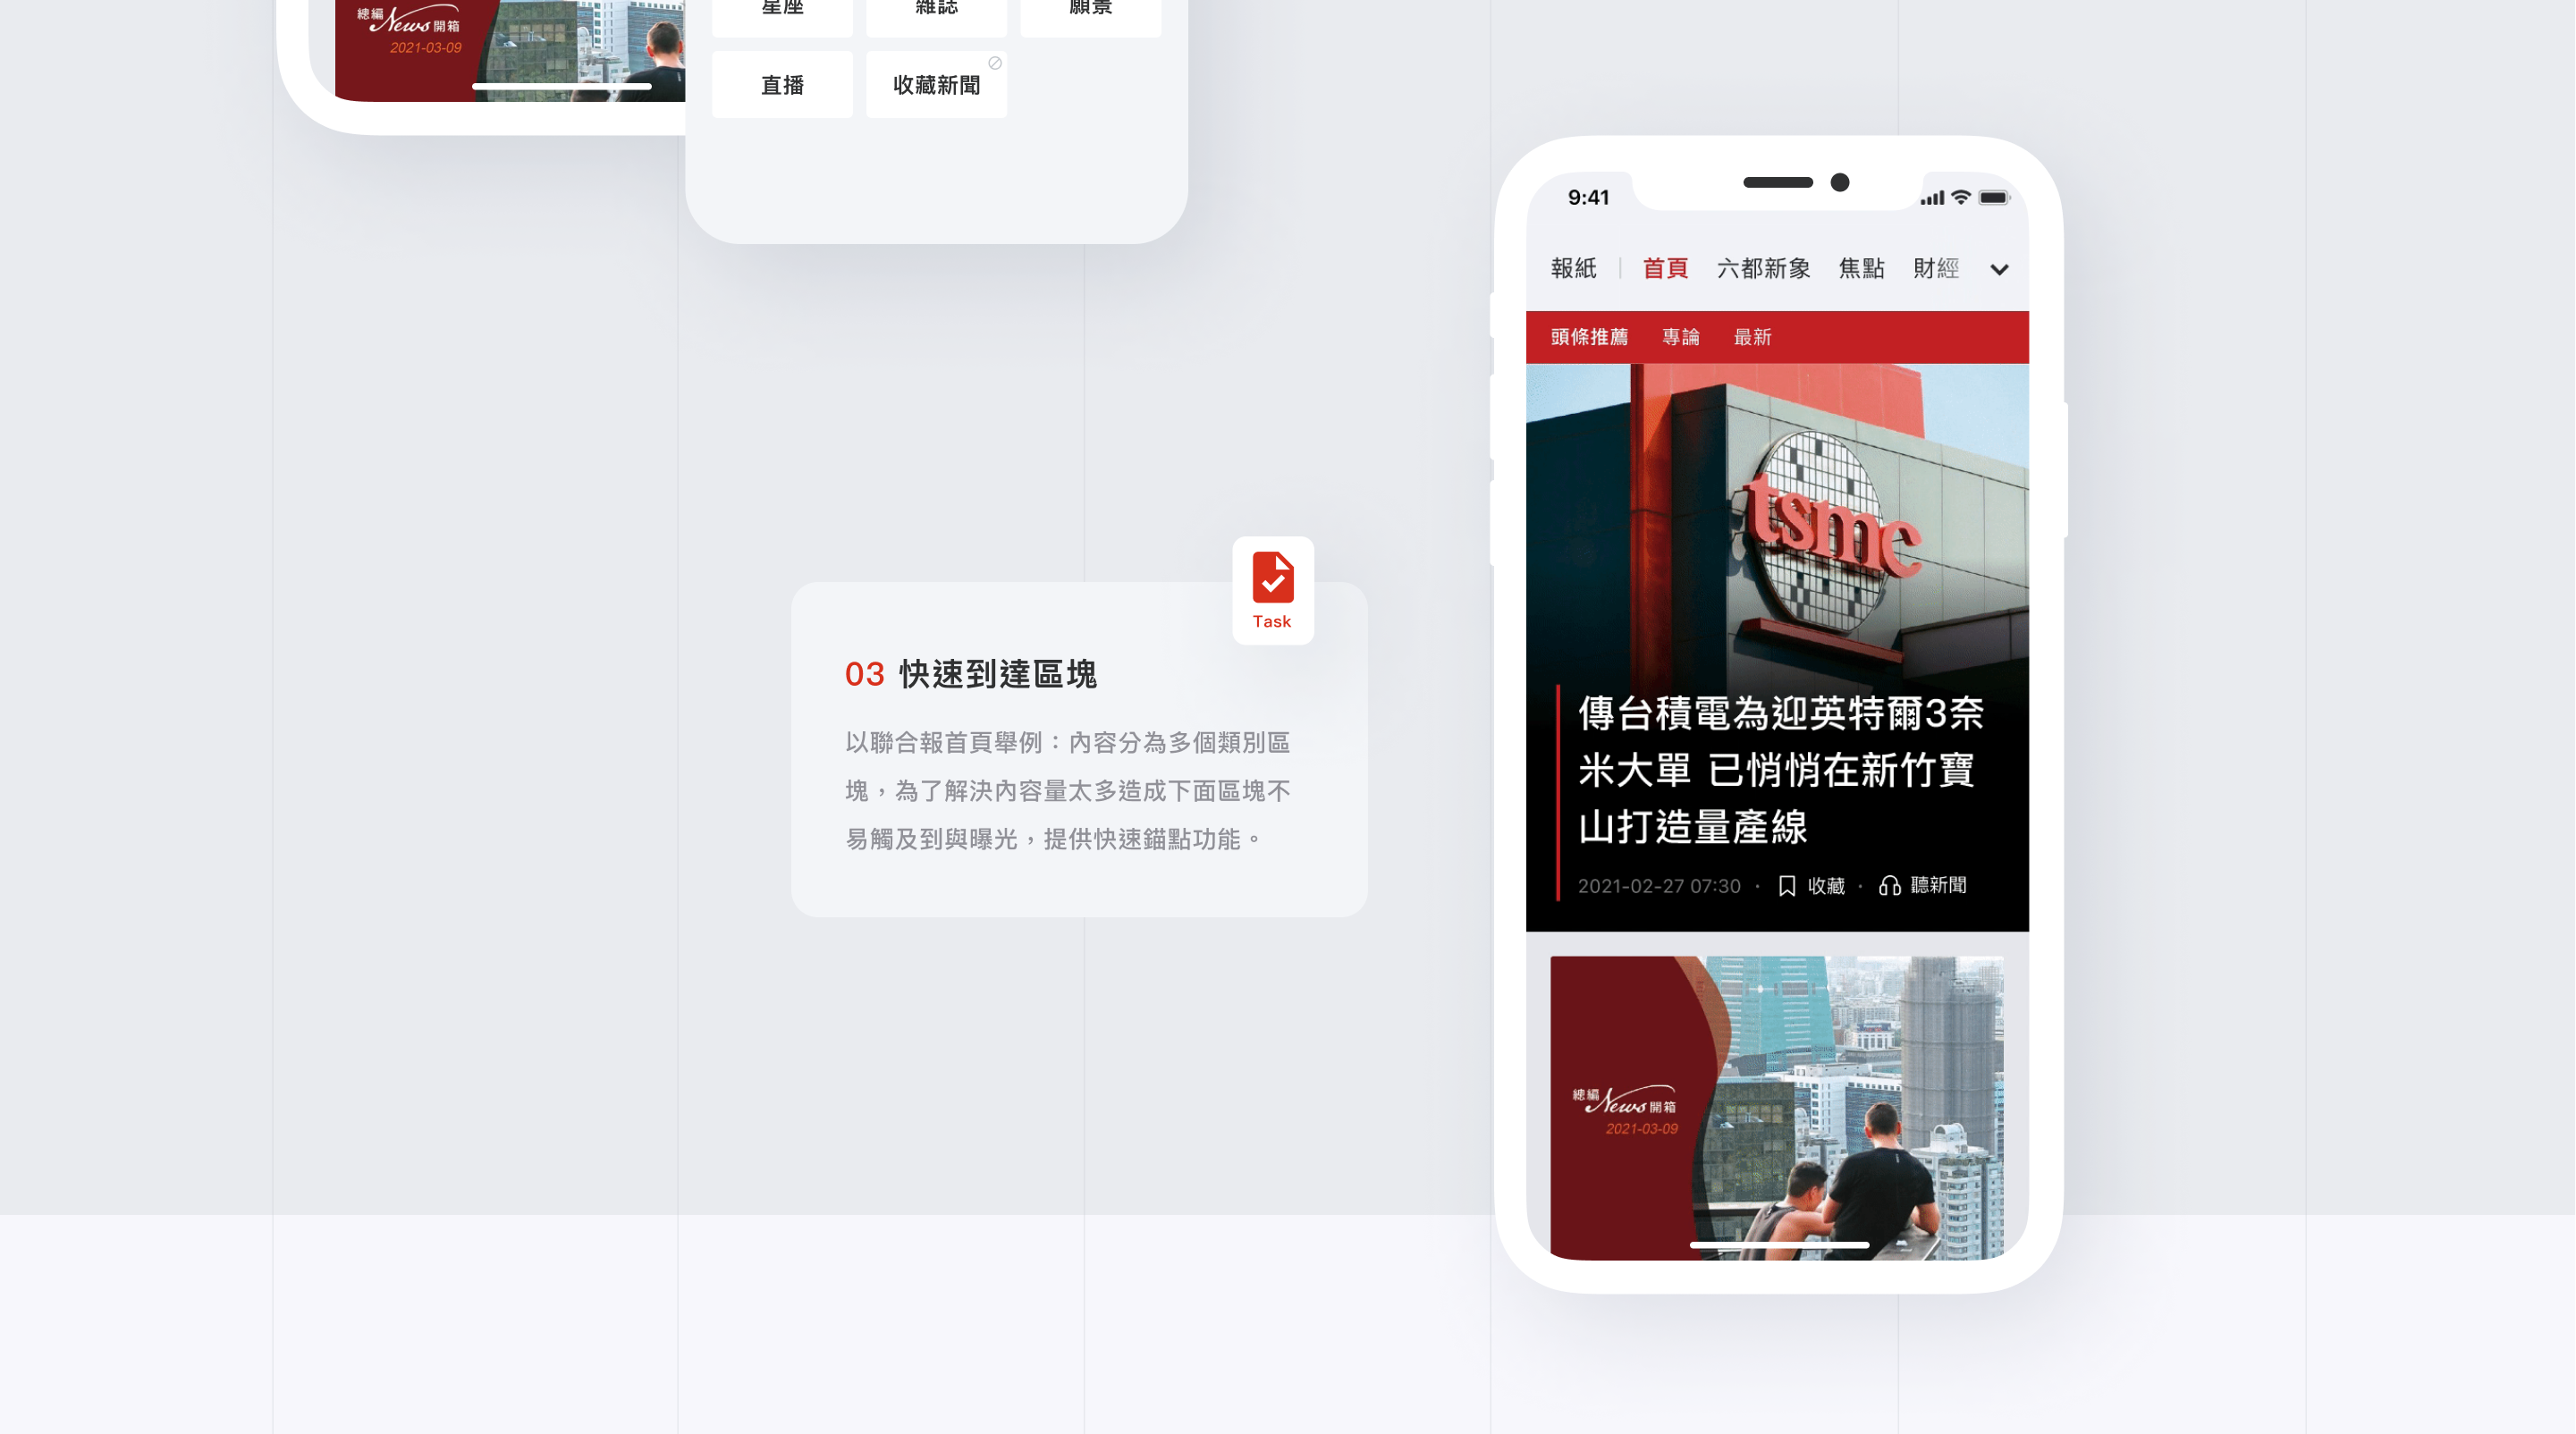 總編 News 開箱
2021-03-09
星座
雜誌
願景
直播
收藏新聞
Task
03 快速到達區塊
以聯合報首頁舉例：內容分為多個類別區
塊，為了解決內容量太多造成下面區塊不
易觸及到與曝光，提供快速錨點功能。
9:41
報紙 首頁 六都新象 焦點 財經
頭條推薦 專論 最新
tsmc
傳台積電為迎英特爾3奈
米大單 已悄悄在新竹寶
山打造量產線
2021-02-27 07:30 · 收藏 · 聽新聞
總編 News 開箱
2021-03-09